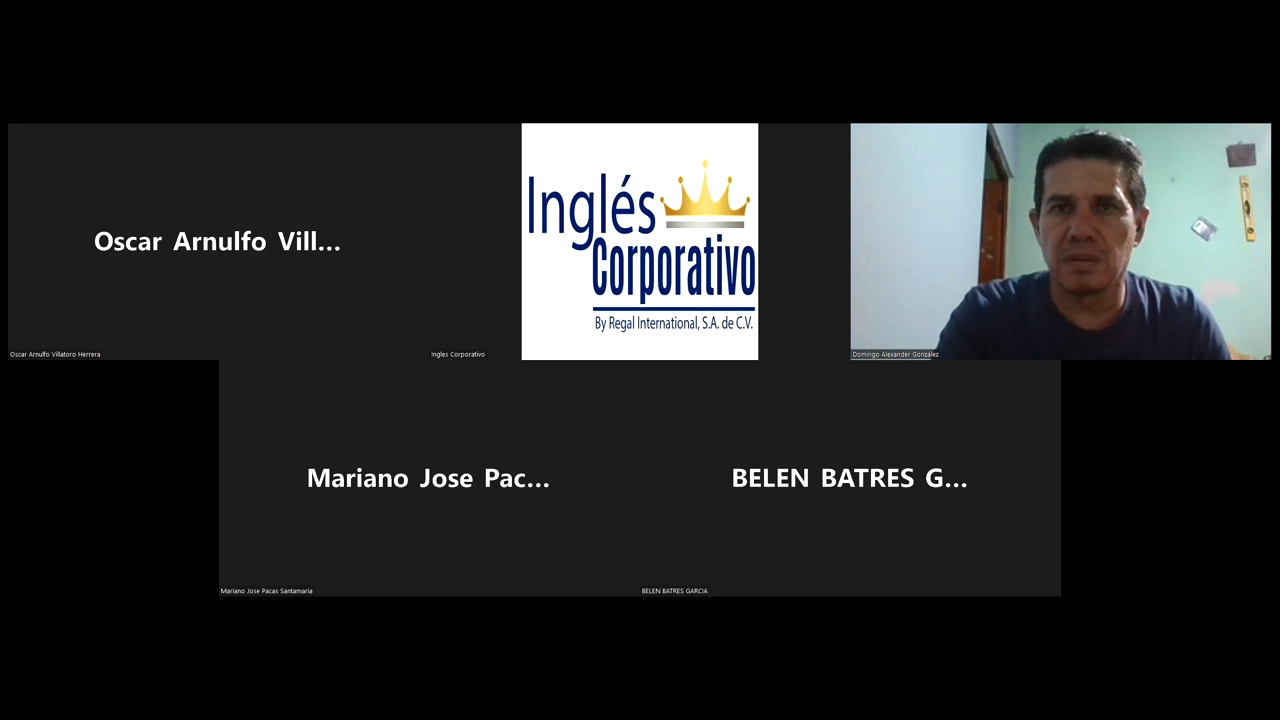 Oscar Arnulfo Vill...
Oscar Arnulfo Villatoro Herrera
Inglés
Corporativo
By Regal International, S.A. de C.V.
Ingles Corporativo
Domingo Alexander González
Mariano Jose Pac...
Mariano Jose Pacas Santamaria
BELEN BATRES G...
BELEN BATRES GARCIA